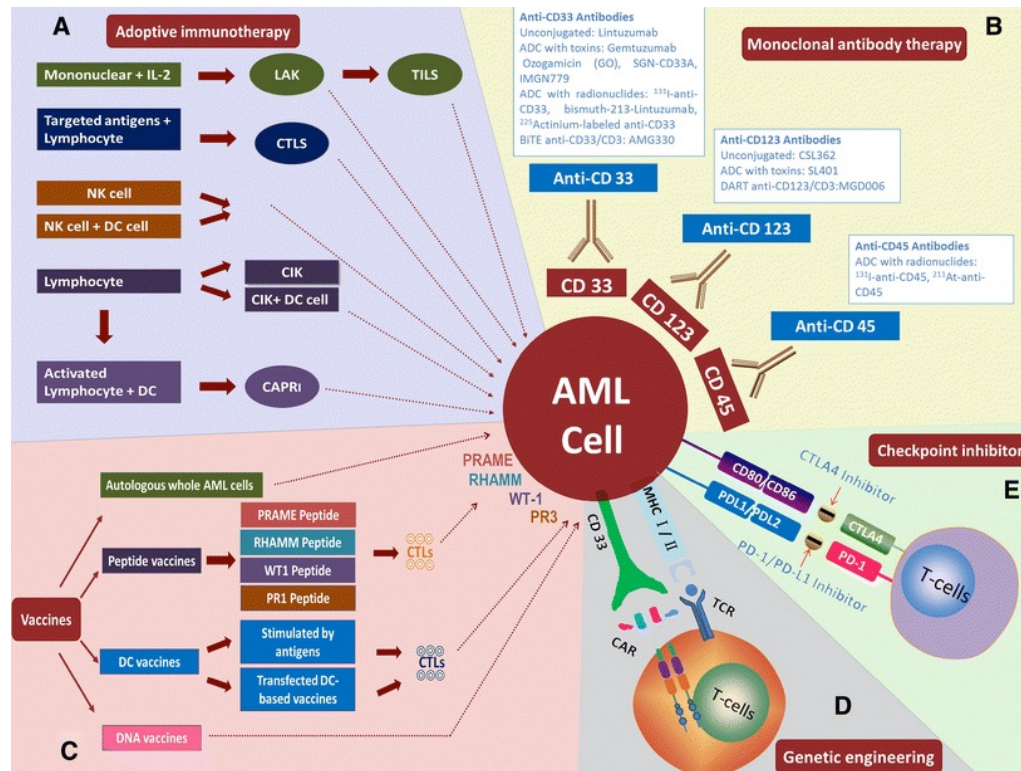 A
Adoptive immunotherapy
Mononuclear + IL-2
LAK
TILS
Targeted antigens +
Lymphocyte
CTLS
NK cell
NK cell + DC cell
Lymphocyte
CIK
CIK+ DC cell
Activated
Lymphocyte + DC
CAPRI
B
Monoclonal antibody therapy
Anti-CD33 Antibodies
Unconjugated: Lintuzumab
ADC with toxins: Gemtuzumab
Ozogamicin (GO), SGN-CD33A,
IMGN779
ADC with radionuclides: ¹³¹I-anti-
CD33, bismuth-213-Lintuzumab,
²²⁵Actinium-labeled anti-CD33
BiTE anti-CD33/CD3: AMG330
Anti-CD123 Antibodies
Unconjugated: CSL362
ADC with toxins: SL401
DART anti-CD123/CD3:MGD006
Anti-CD45 Antibodies
ADC with radionuclides:
¹³¹I-anti-CD45, ²¹¹At-anti-
CD45
Anti-CD 33
Anti-CD 123
Anti-CD 45
CD 33
CD 123
CD 45
AML
Cell
C
Vaccines
Autologous whole AML cells
Peptide vaccines
PRAME Peptide
RHAMM Peptide
WT1 Peptide
PR1 Peptide
CTLs
DC vaccines
Stimulated by
antigens
Transfected DC-
based vaccines
CTLs
DNA vaccines
PRAME
RHAMM
WT-1
PR3
D
Genetic engineering
CD 33
MHC I / II
TCR
CAR
T-cells
E
Checkpoint inhibitor
CD80/CD86
PDL1/PDL2
CTLA4 Inhibitor
PD-1/PD-L1 Inhibitor
CTLA4
PD-1
T-cells